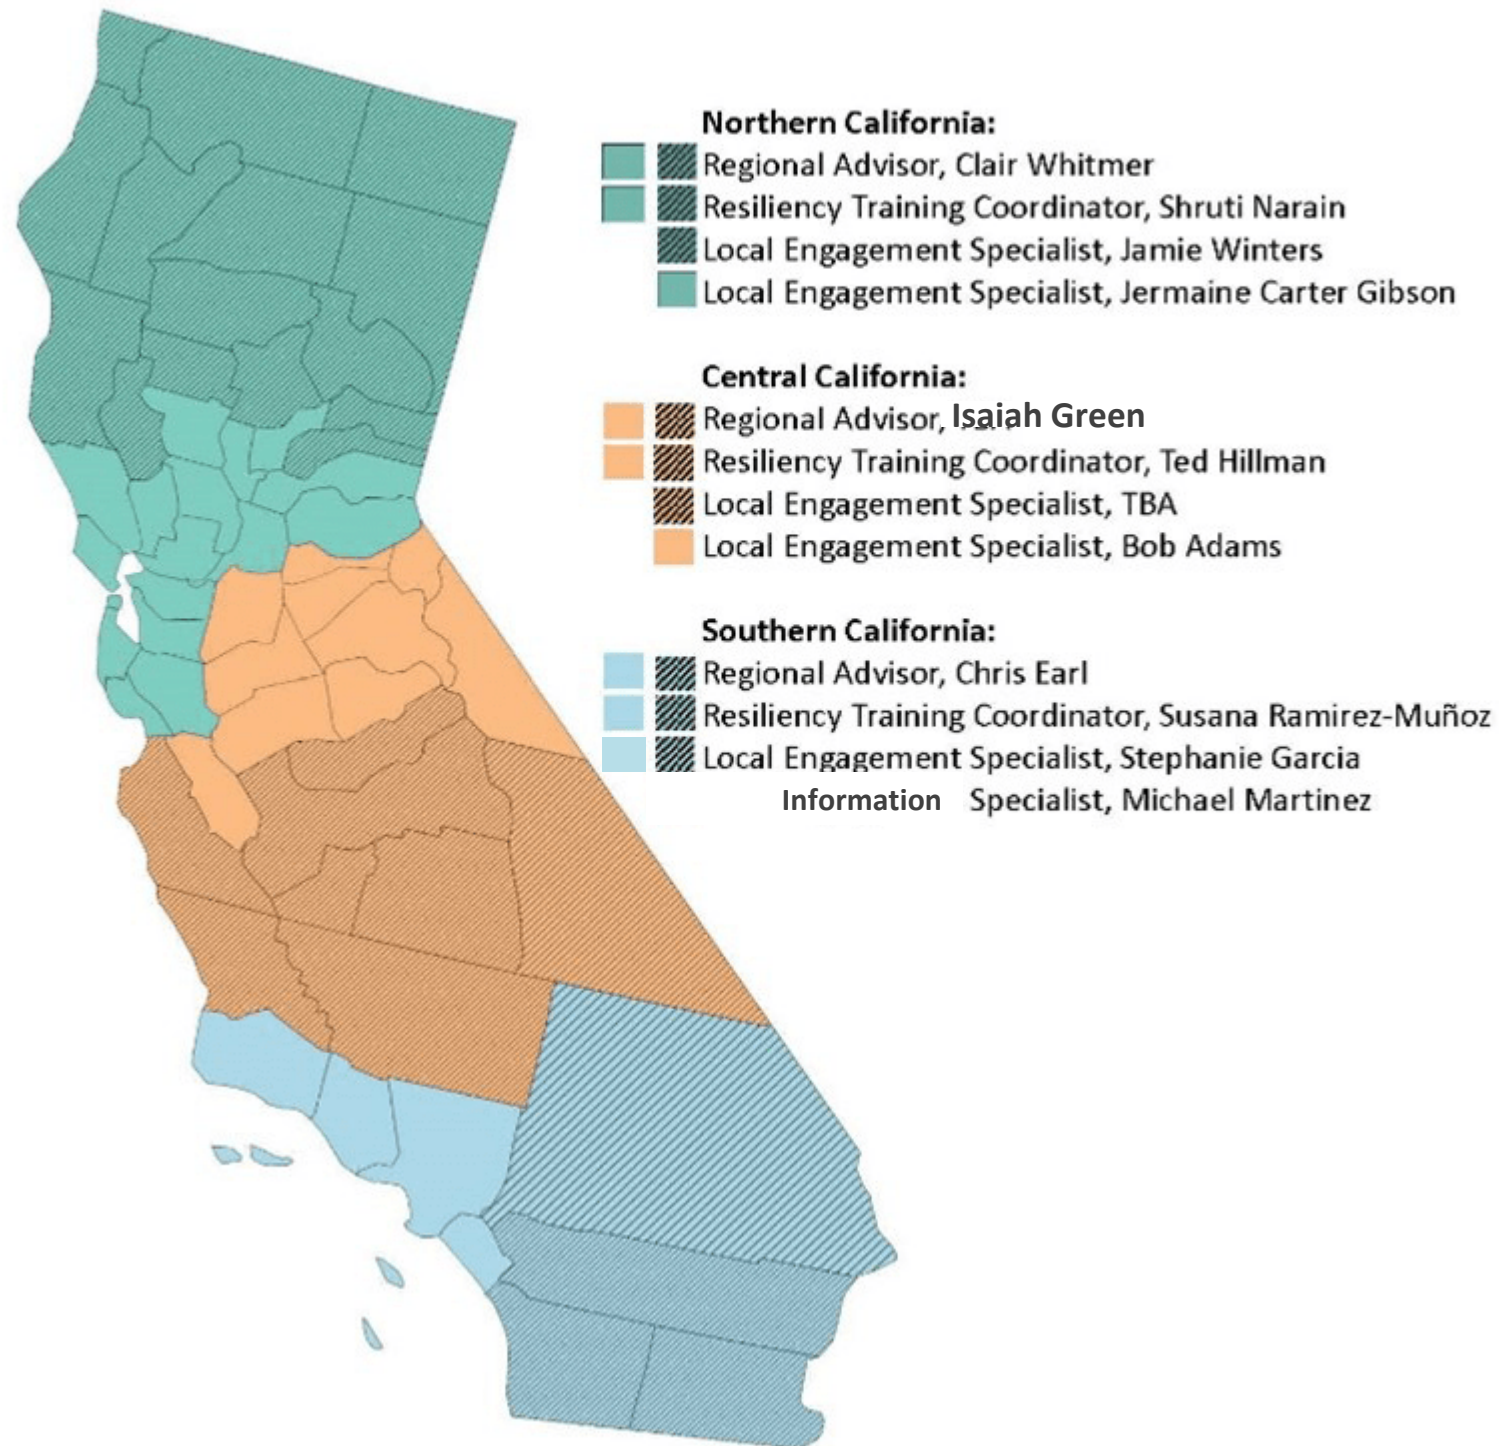 Northern California:
Regional Advisor, Clair Whitmer
Resiliency Training Coordinator, Shruti Narain
Local Engagement Specialist, Jamie Winters
Local Engagement Specialist, Jermaine Carter Gibson
Central California:
Regional Advisor, Isaiah Green
Resiliency Training Coordinator, Ted Hillman
Local Engagement Specialist, TBA
Local Engagement Specialist, Bob Adams
Southern California:
Regional Advisor, Chris Earl
Resiliency Training Coordinator, Susana Ramirez-Muñoz
Local Engagement Specialist, Stephanie Garcia
Information Specialist, Michael Martinez